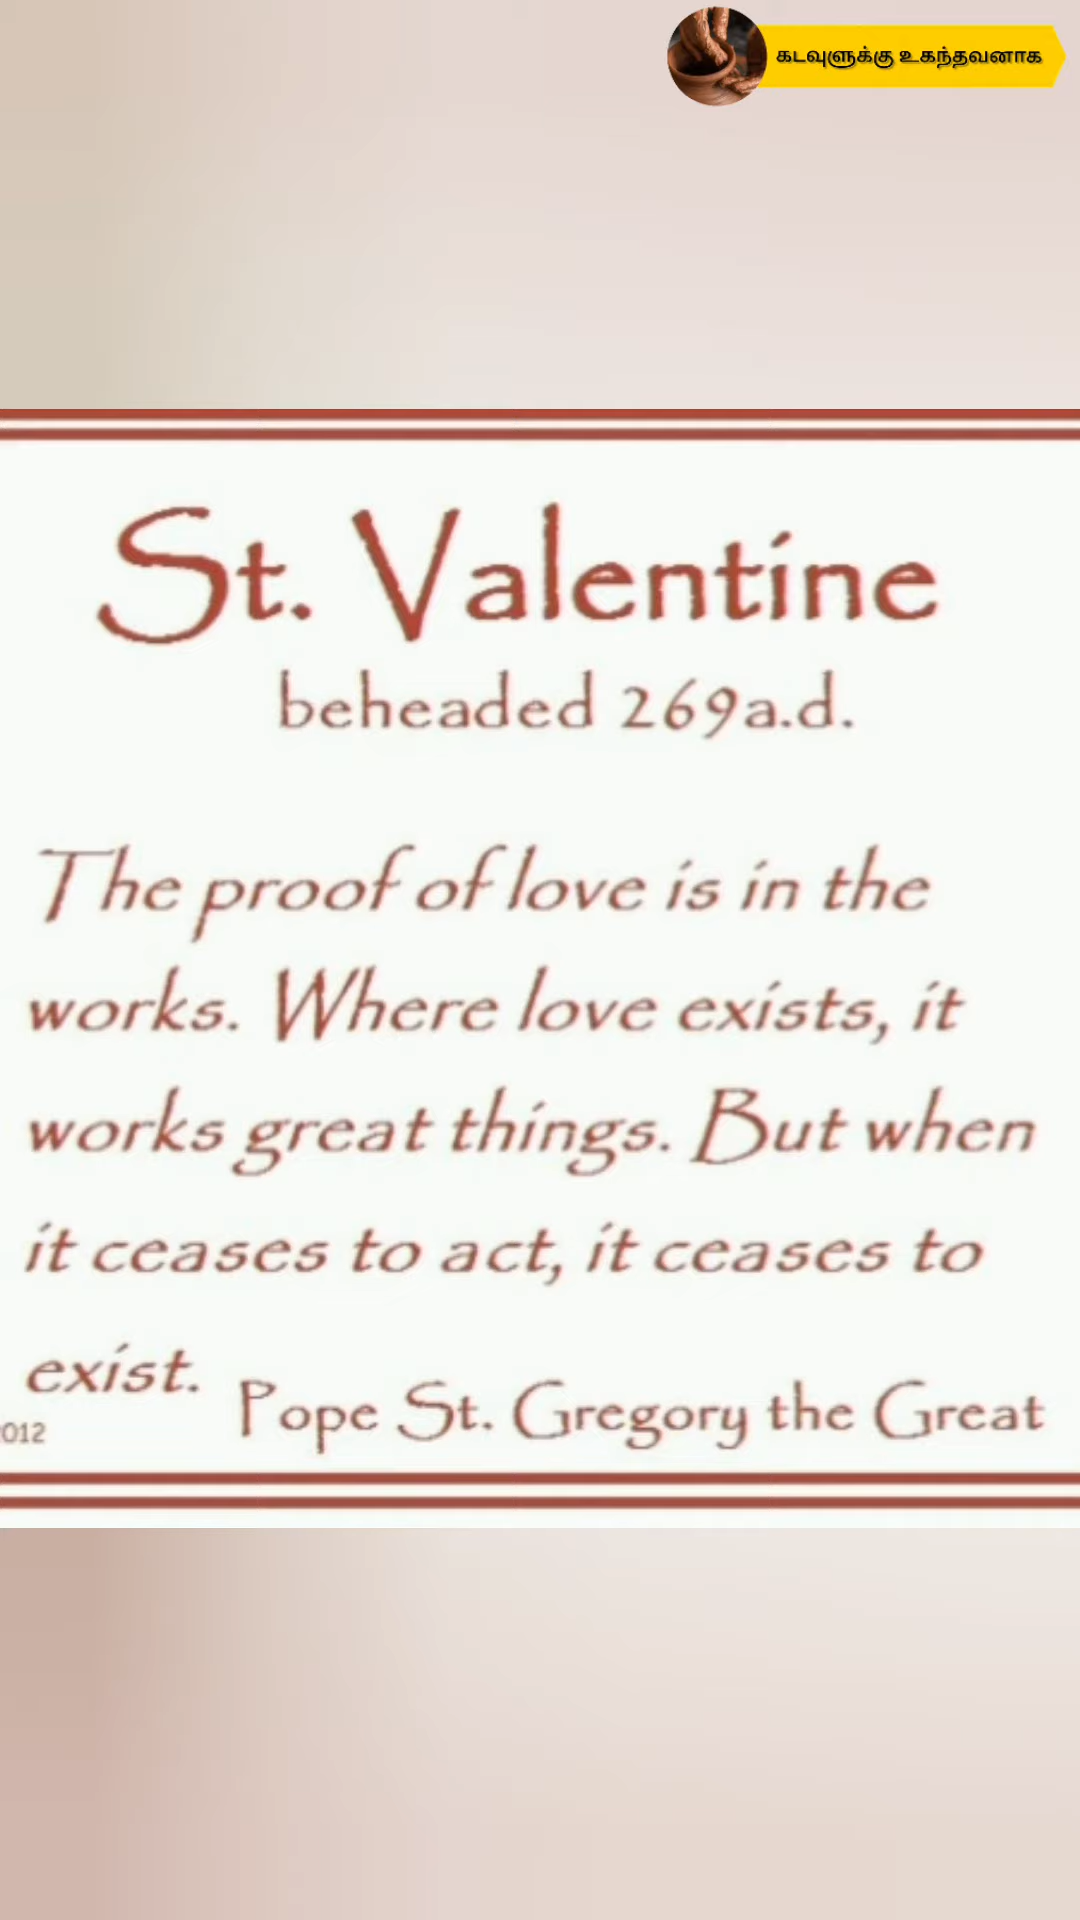 கடவுளுக்கு உகந்தவனாக
St. Valentine
beheaded 269a.d.
The proof of love is in the
works. Where love exists, it
works great things. But when
it ceases to act, it ceases to
exist.
Pope St. Gregory the Great
012